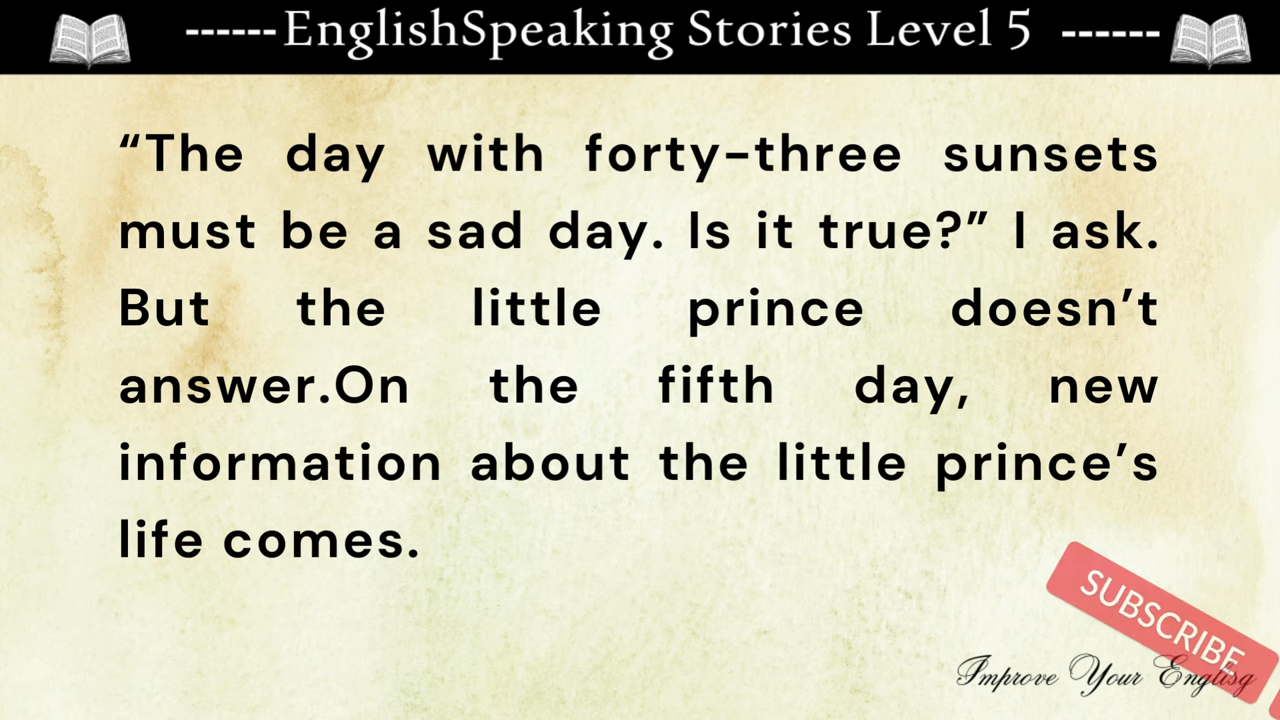 ------EnglishSpeaking Stories Level 5 ------
“The day with forty-three sunsets
must be a sad day. Is it true?” I ask.
But the little prince doesn’t
answer.On the fifth day, new
information about the little prince’s
life comes.
SUBSCRIBE
Improve Your Englisg